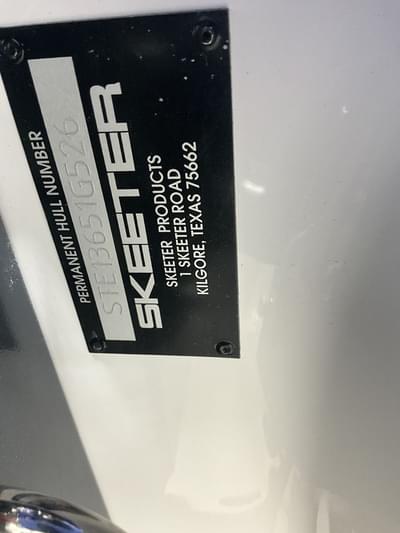 PERMANENT HULL NUMBER
STE13651G526
SKEETER
SKEETER PRODUCTS
1 SKEETER ROAD
KILGORE, TEXAS 75662